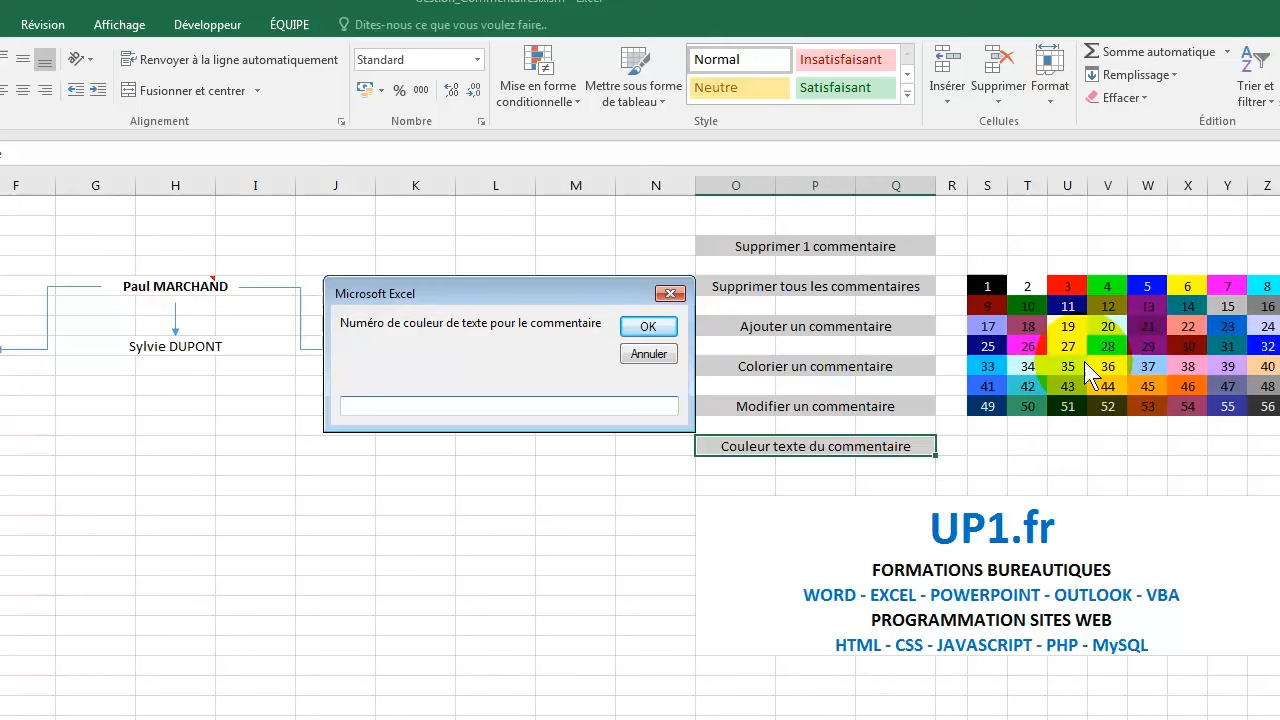 Gestion_Commentaires.xlsm - Excel
Révision Affichage Développeur ÉQUIPE Dites-nous ce que vous voulez faire..
Renvoyer à la ligne automatiquement Standard Normal Insatisfaisant Somme automatique
Fusionner et centrer % 000 Mise en forme conditionnelle Mettre sous forme de tableau Neutre Satisfaisant Insérer Supprimer Format Remplissage Effacer Trier et filtrer
Alignement Nombre Style Cellules Édition
F G H I J K L M N O P Q R S T U V W X Y Z
Supprimer 1 commentaire
Paul MARCHAND Microsoft Excel Supprimer tous les commentaires 1 2 3 4 5 6 7 8
9 10 11 12 13 14 15 16
Numéro de couleur de texte pour le commentaire OK Ajouter un commentaire 17 18 19 20 21 22 23 24
Sylvie DUPONT Annuler 25 26 27 28 29 30 31 32
Colorier un commentaire 33 34 35 36 37 38 39 40
41 42 43 44 45 46 47 48
Modifier un commentaire 49 50 51 52 53 54 55 56
Couleur texte du commentaire
UP1.fr
FORMATIONS BUREAUTIQUES
WORD - EXCEL - POWERPOINT - OUTLOOK - VBA
PROGRAMMATION SITES WEB
HTML - CSS - JAVASCRIPT - PHP - MySQL